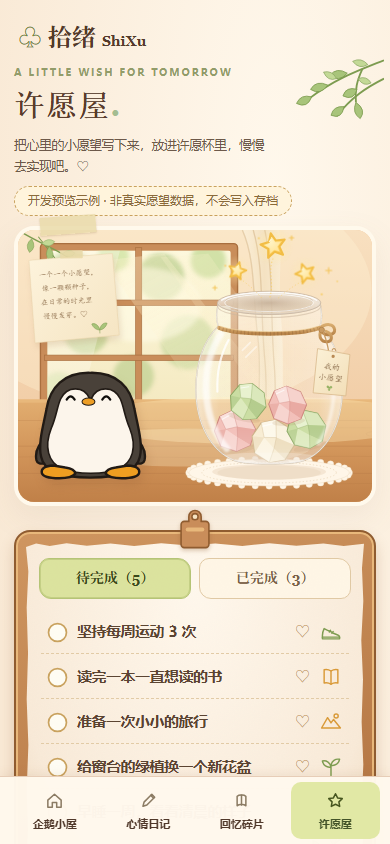 拾绪 ShiXu
A LITTLE WISH FOR TOMORROW
许愿屋。
把心里的小愿望写下来，放进许愿杯里，慢慢
去实现吧。♡
开发预览示例 · 非真实愿望数据，不会写入存档
一个一个小愿望，
像一颗颗种子，
在日常的时光里
慢慢发芽。♡
我的
小愿望
待完成（5）
已完成（3）
坚持每周运动 3 次
读完一本一直想读的书
准备一次小小的旅行
给窗台的绿植换一个新花盆
企鹅小屋
心情日记
回忆碎片
许愿屋